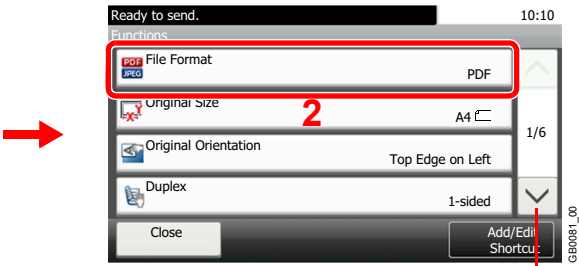 Ready to send.
10:10
Functions
PDF
JPEG
File Format
PDF
Y
X
Original Size
2
A4
1/6
Original Orientation
Top Edge on Left
Duplex
1-sided
Close
Add/Edit
Shortcut
GB0081_00